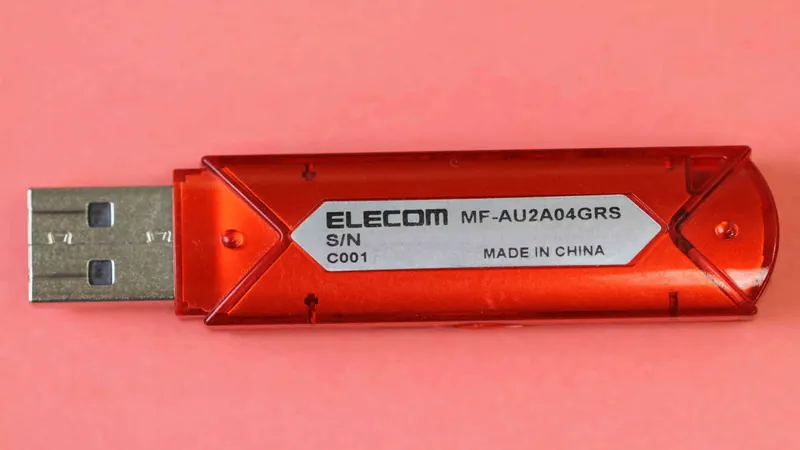 ELECOM MF-AU2A04GRS
S/N
C001 MADE IN CHINA